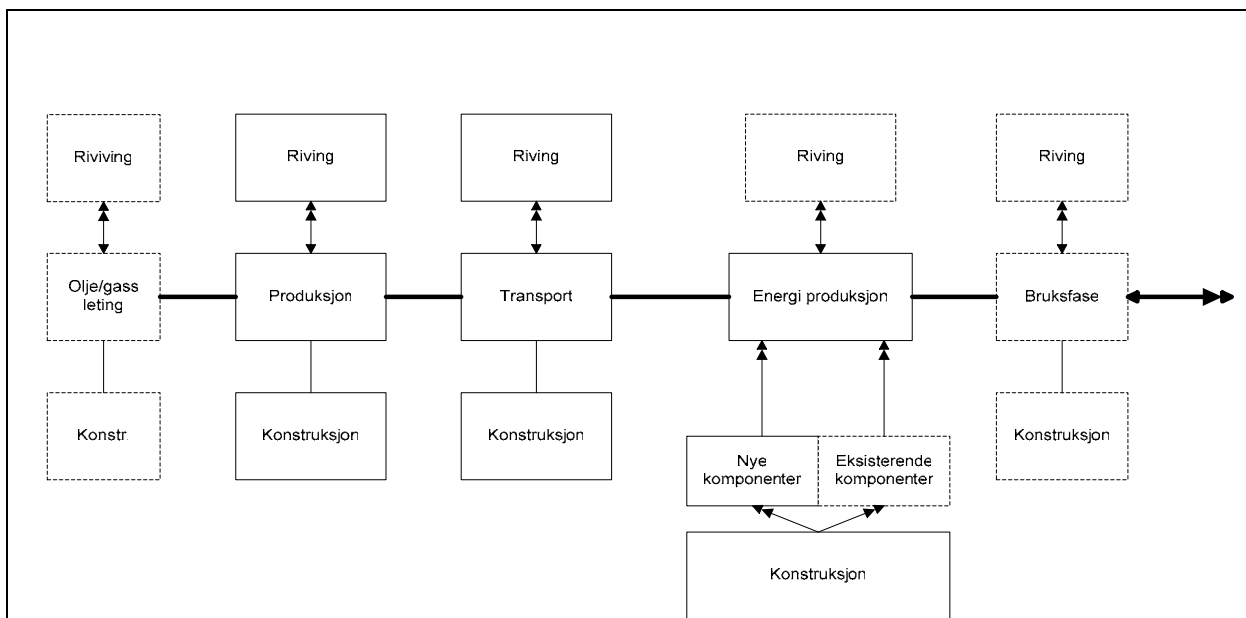 Riviving
Riving
Riving
Riving
Riving
Olje/gass
leting
Produksjon
Transport
Energi produksjon
Bruksfase
Konstr.
Konstruksjon
Konstruksjon
Nye
komponenter
Eksisterende
komponenter
Konstruksjon
Konstruksjon